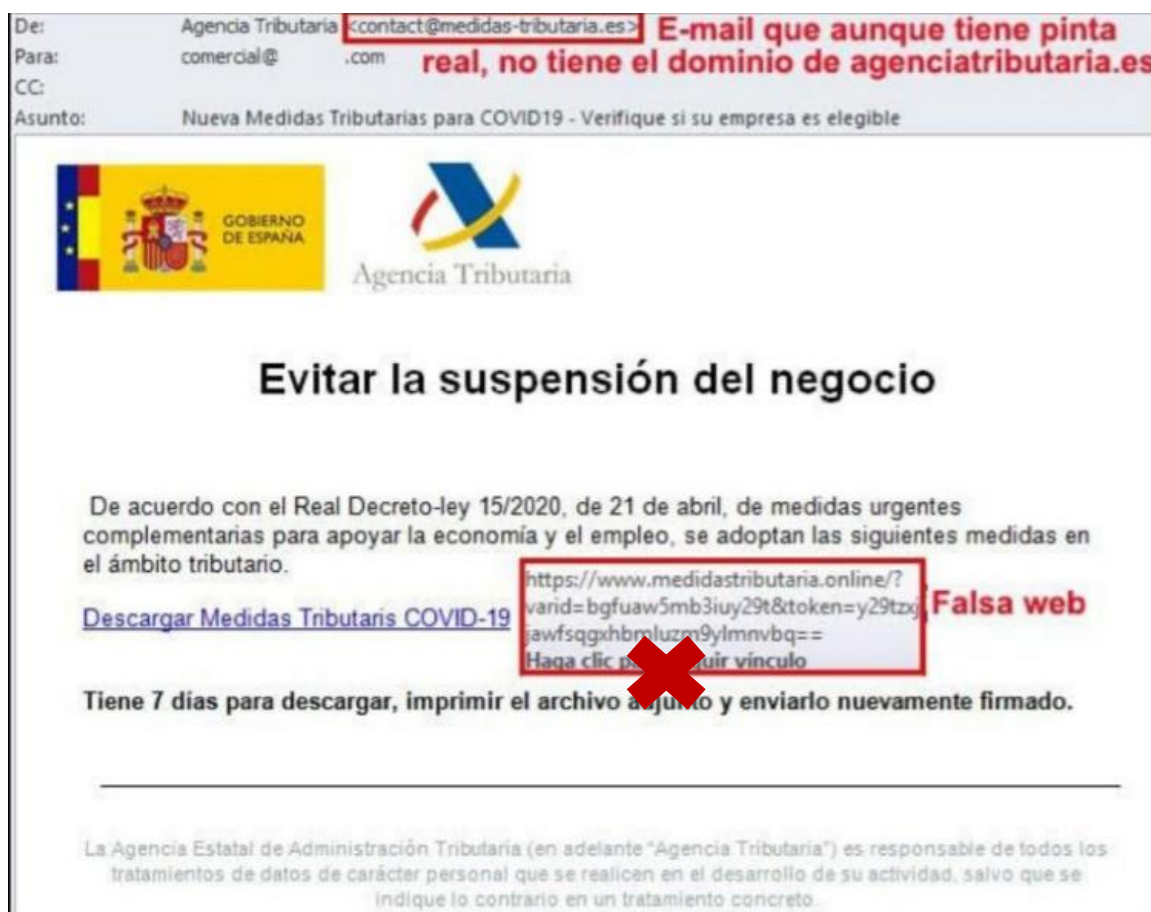 De: Agencia Tributaria <contact@medidas-tributaria.es> E-mail que aunque tiene pinta
Para: comercial@ .com real, no tiene el dominio de agenciatributaria.es
CC:
Asunto: Nueva Medidas Tributarias para COVID19 - Verifique si su empresa es elegible
GOBIERNO
DE ESPAÑA
Agencia Tributaria
Evitar la suspensión del negocio
De acuerdo con el Real Decreto-ley 15/2020, de 21 de abril, de medidas urgentes
complementarias para apoyar la economía y el empleo, se adoptan las siguientes medidas en
el ámbito tributario.
https://www.medidastributaria.online/?
varid=bgfuaw5mb3iuy29t&token=y29tzxj
jawfsqgxhbmluzm9ylmnvbq==
Haga clic vínculo
Falsa web
Descargar Medidas Tributaris COVID-19
Tiene 7 días para descargar, imprimir el archivo adjunto y enviarlo nuevamente firmado.
La Agencia Estatal de Administración Tributaria (en adelante "Agencia Tributaria") es responsable de todos los
tratamientos de datos de carácter personal que se realicen en el desarrollo de su actividad, salvo que se
indique lo contrario en un tratamiento concreto.